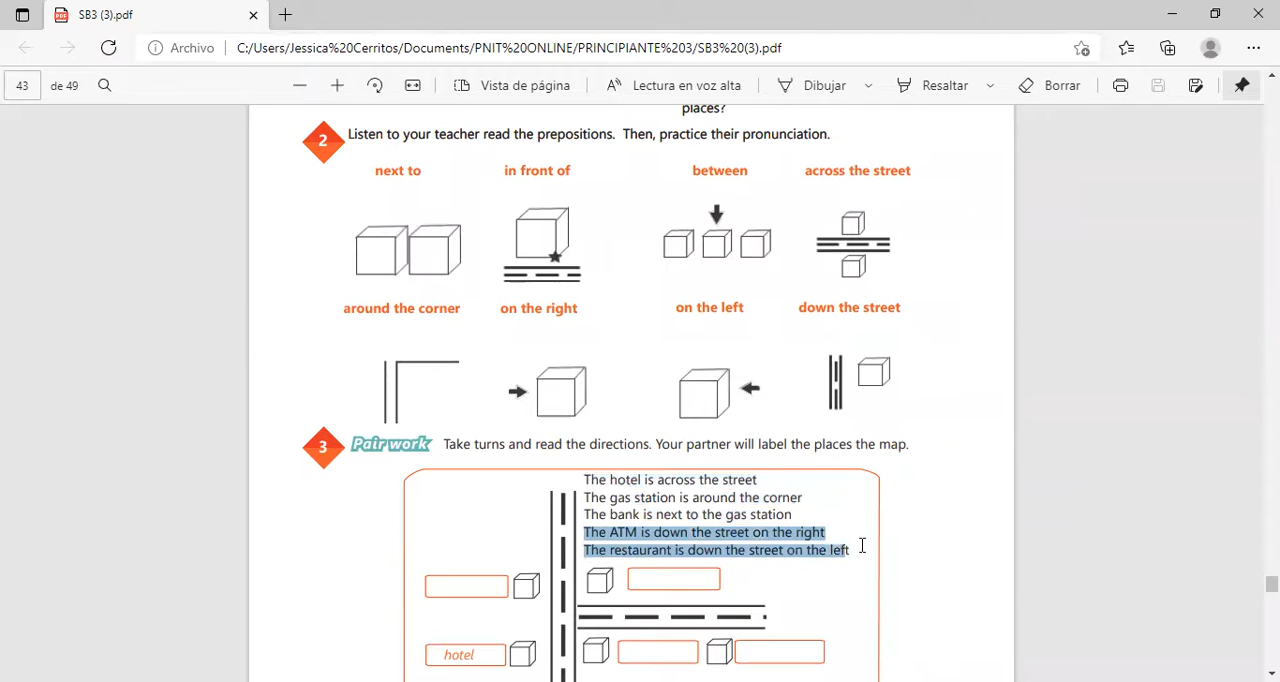 SB3 (3).pdf
Archivo
C:/Users/Jessica%20Cerritos/Documents/PNIT%20ONLINE/PRINCIPIANTE%203/SB3%20(3).pdf
43 de 49
Vista de página
Lectura en voz alta
Dibujar
Resaltar
Borrar
places?
2 Listen to your teacher read the prepositions. Then, practice their pronunciation.
next to in front of between across the street
around the corner on the right on the left down the street
3 Pair work Take turns and read the directions. Your partner will label the places the map.
The hotel is across the street
The gas station is around the corner
The bank is next to the gas station
The ATM is down the street on the right
The restaurant is down the street on the left
hotel